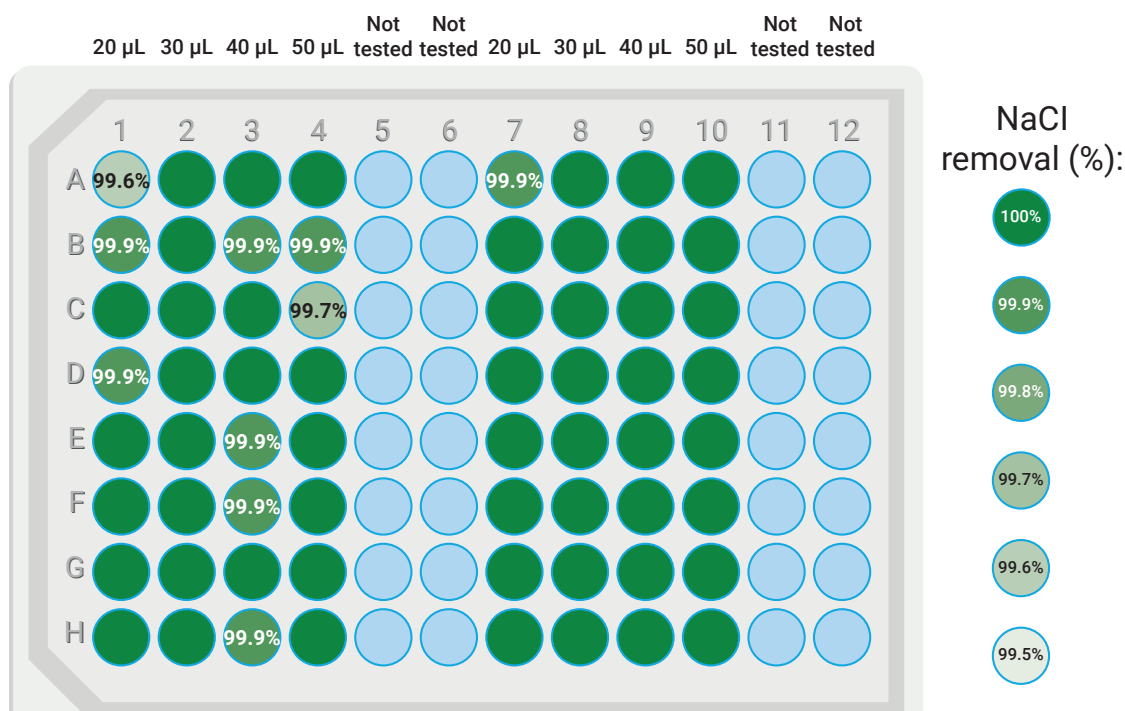 Not Not Not Not
20 µL 30 µL 40 µL 50 µL tested tested 20 µL 30 µL 40 µL 50 µL tested tested
1 2 3 4 5 6 7 8 9 10 11 12
A 99.6% 99.9%
B 99.9% 99.9% 99.9%
C 99.7%
D 99.9%
E 99.9%
F 99.9%
G
H 99.9%
NaCl
removal (%):
100%
99.9%
99.8%
99.7%
99.6%
99.5%